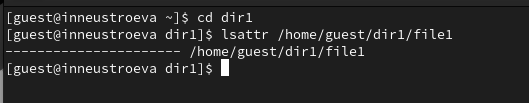 [guest@inneustroeva ~]$ cd dir1
[guest@inneustroeva dir1]$ lsattr /home/guest/dir1/file1
---------------------- /home/guest/dir1/file1
[guest@inneustroeva dir1]$